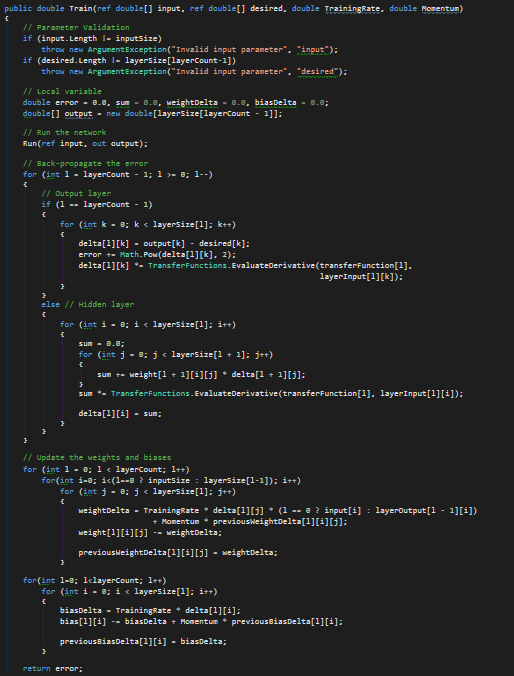 public double Train(ref double[] input, ref double[] desired, double TrainingRate, double Momentum)
{
    // Parameter Validation
    if (input.Length != inputSize)
        throw new ArgumentException("Invalid input parameter", "input");
    if (desired.Length != layerSize[layerCount-1])
        throw new ArgumentException("Invalid input parameter", "desired");

    // Local variable
    double error = 0.0, sum = 0.0, weightDelta = 0.0, biasDelta = 0.0;
    double[] output = new double[layerSize[layerCount - 1]];

    // Run the network
    Run(ref input, out output);

    // Back-propagate the error
    for (int l = layerCount - 1; l >= 0; l--)
    {
        // Output layer
        if (l == layerCount - 1)
        {
            for (int k = 0; k < layerSize[l]; k++)
            {
                delta[l][k] = output[k] - desired[k];
                error += Math.Pow(delta[l][k], 2);
                delta[l][k] *= TransferFunctions.EvaluateDerivative(transferFunction[l],
                                                                    layerInput[l][k]);
            }
        }
        else // Hidden layer
        {
            for (int i = 0; i < layerSize[l]; i++)
            {
                sum = 0.0;
                for (int j = 0; j < layerSize[l + 1]; j++)
                {
                    sum += weight[l + 1][i][j] * delta[l + 1][j];
                }
                sum *= TransferFunctions.EvaluateDerivative(transferFunction[l], layerInput[l][i]);

                delta[l][i] = sum;
            }
        }
    }

    // Update the weights and biases
    for (int l = 0; l < layerCount; l++)
        for(int i=0; i<(l==0 ? inputSize : layerSize[l-1]); i++)
            for (int j = 0; j < layerSize[l]; j++)
            {
                weightDelta = TrainingRate * delta[l][j] * (l == 0 ? input[i] : layerOutput[l - 1][i])
                                + Momentum * previousWeightDelta[l][i][j];
                weight[l][i][j] -= weightDelta;

                previousWeightDelta[l][i][j] = weightDelta;
            }

    for(int l=0; l<layerCount; l++)
        for (int i = 0; i < layerSize[l]; i++)
        {
            biasDelta = TrainingRate * delta[l][i];
            bias[l][i] -= biasDelta + Momentum * previousBiasDelta[l][i];

            previousBiasDelta[l][i] = biasDelta;
        }

    return error;